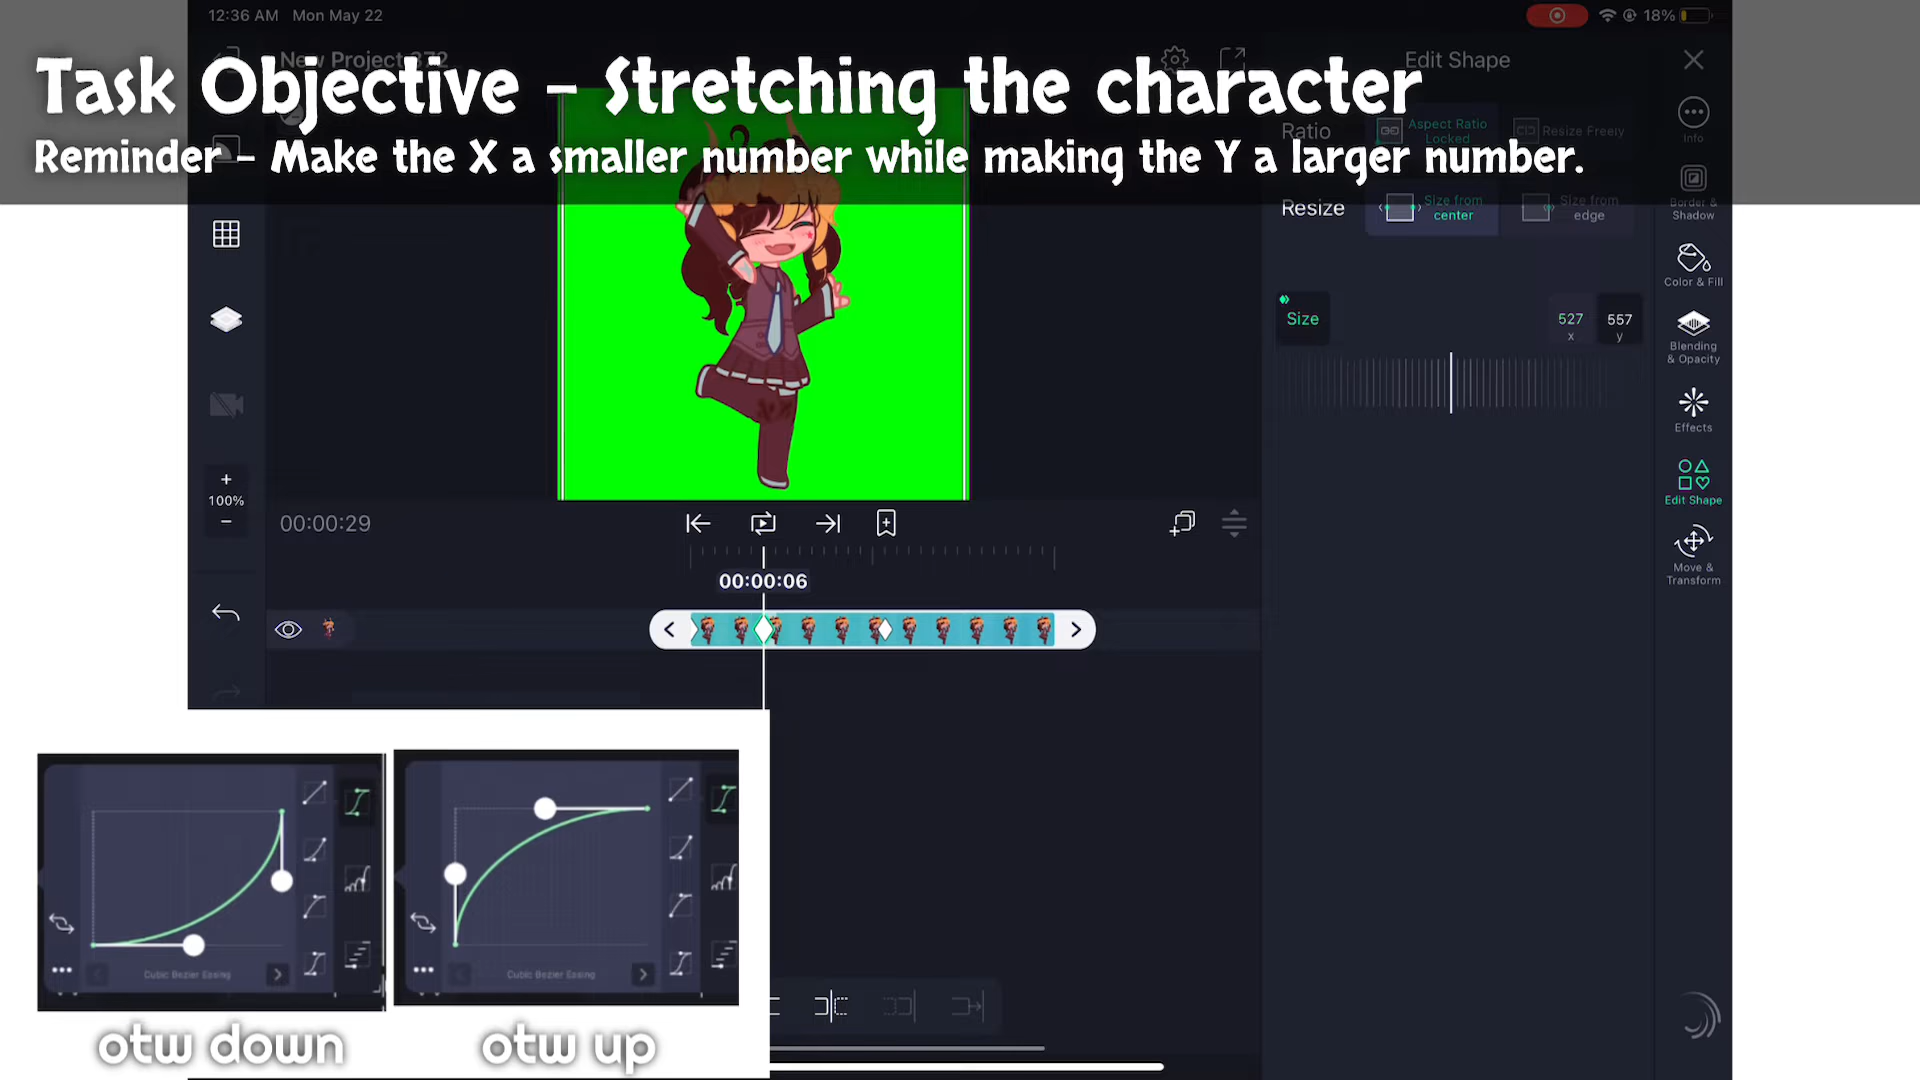 12:36 AM Mon May 22
18%
New Project 372
Edit Shape
Task Objective - Stretching the character
Reminder - Make the X a smaller number while making the Y a larger number.
Ratio
Aspect Ratio
Locked
Resize Freely
Info
Resize
Size from
center
Size from
edge
Border &
Shadow
Color & Fill
Size
527
x
557
y
Blending
& Opacity
Effects
Edit Shape
+
100%
-
00:00:29
Move &
Transform
00:00:06
Cubic Bezier Easing
Cubic Bezier Easing
otw down
otw up